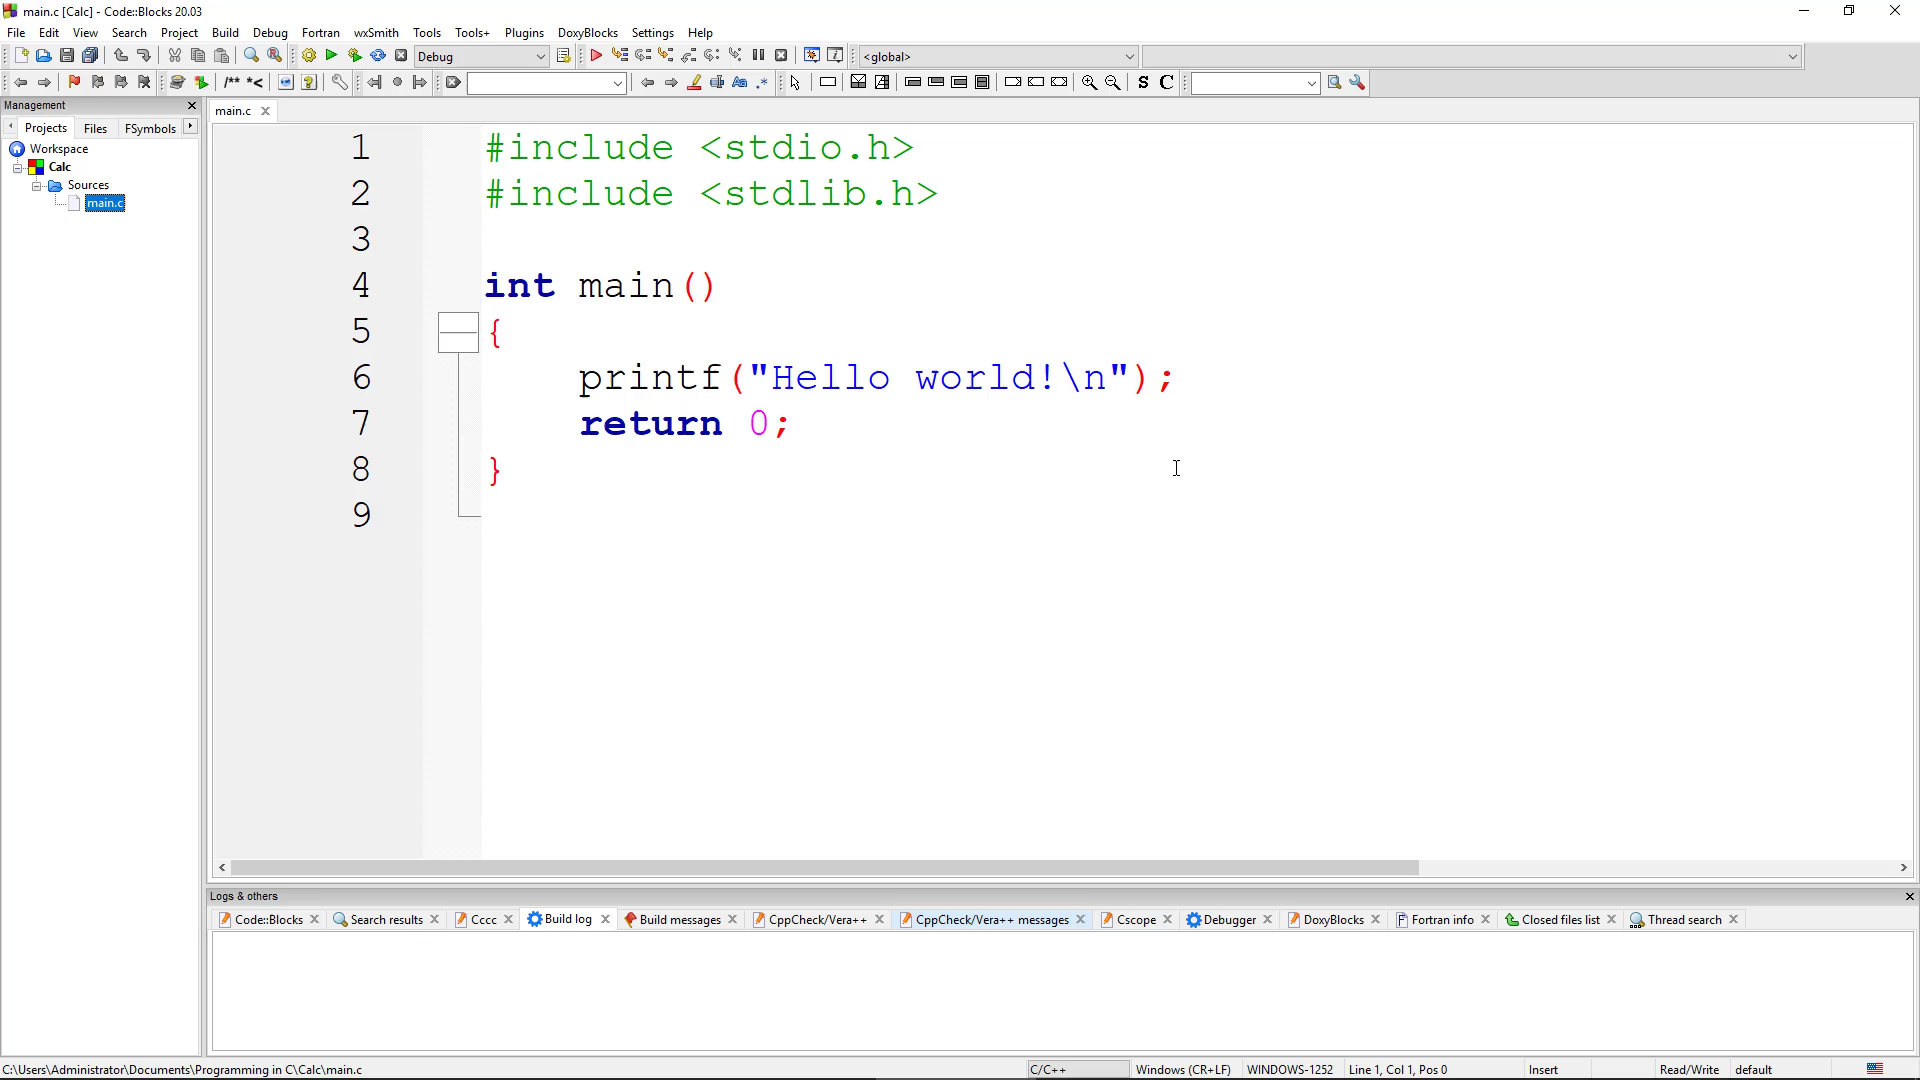 main.c [Calc] - Code::Blocks 20.03
File Edit View Search Project Build Debug Fortran wxSmith Tools Tools+ Plugins DoxyBlocks Settings Help
Debug <global>
/** *< Aa .* S C
Management
Projects Files FSymbols
Workspace
Calc
Sources
main.c
main.c
1 #include <stdio.h>
2 #include <stdlib.h>
3
4 int main()
5 {
6 printf("Hello world!\n");
7 return 0;
8 }
9
Logs & others
Code::Blocks Search results Cccc Build log Build messages CppCheck/Vera++ CppCheck/Vera++ messages Cscope Debugger DoxyBlocks Fortran info Closed files list Thread search
C:\Users\Administrator\Documents\Programming in C\Calc\main.c C/C++ Windows (CR+LF) WINDOWS-1252 Line 1, Col 1, Pos 0 Insert Read/Write default